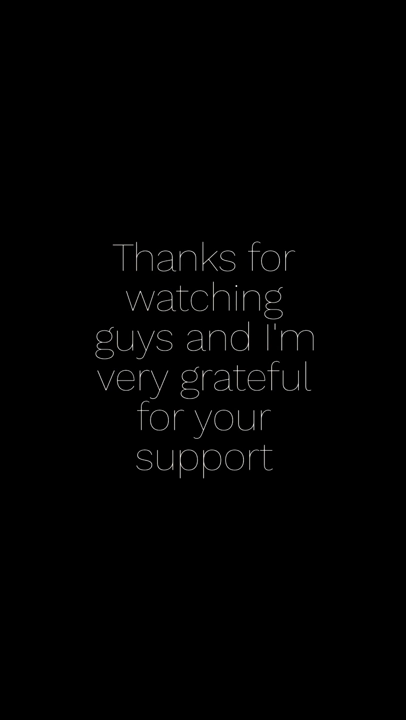 Thanks for
watching
guys and I'm
very grateful
for your
support